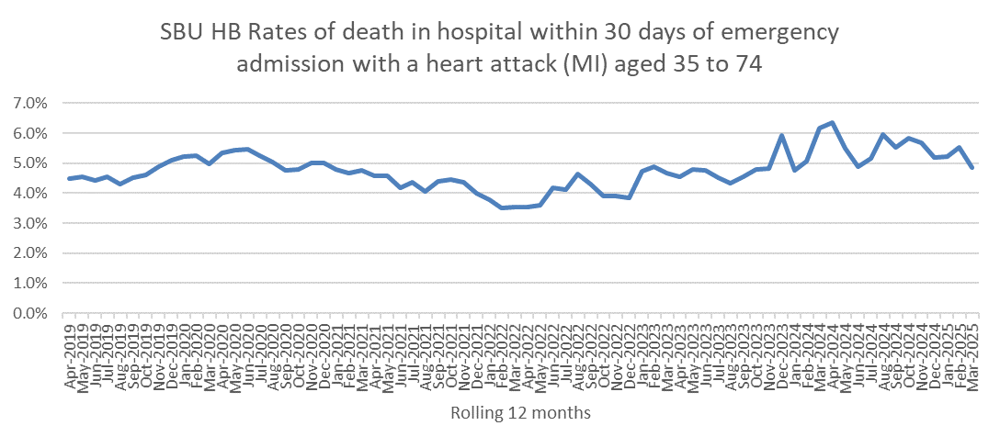 SBU HB Rates of death in hospital within 30 days of emergency
admission with a heart attack (MI) aged 35 to 74
7.0%
6.0%
5.0%
4.0%
3.0%
2.0%
1.0%
0.0%
Apr-2019
May-2019
Jun-2019
Jul-2019
Aug-2019
Sep-2019
Oct-2019
Nov-2019
Dec-2019
Jan-2020
Feb-2020
Mar-2020
Apr-2020
May-2020
Jun-2020
Jul-2020
Aug-2020
Sep-2020
Oct-2020
Nov-2020
Dec-2020
Jan-2021
Feb-2021
Mar-2021
Apr-2021
May-2021
Jun-2021
Jul-2021
Aug-2021
Sep-2021
Oct-2021
Nov-2021
Dec-2021
Jan-2022
Feb-2022
Mar-2022
Apr-2022
May-2022
Jun-2022
Jul-2022
Aug-2022
Sep-2022
Oct-2022
Nov-2022
Dec-2022
Jan-2023
Feb-2023
Mar-2023
Apr-2023
May-2023
Jun-2023
Jul-2023
Aug-2023
Sep-2023
Oct-2023
Nov-2023
Dec-2023
Jan-2024
Feb-2024
Mar-2024
Apr-2024
May-2024
Jun-2024
Jul-2024
Aug-2024
Sep-2024
Oct-2024
Nov-2024
Dec-2024
Jan-2025
Feb-2025
Mar-2025
Rolling 12 months